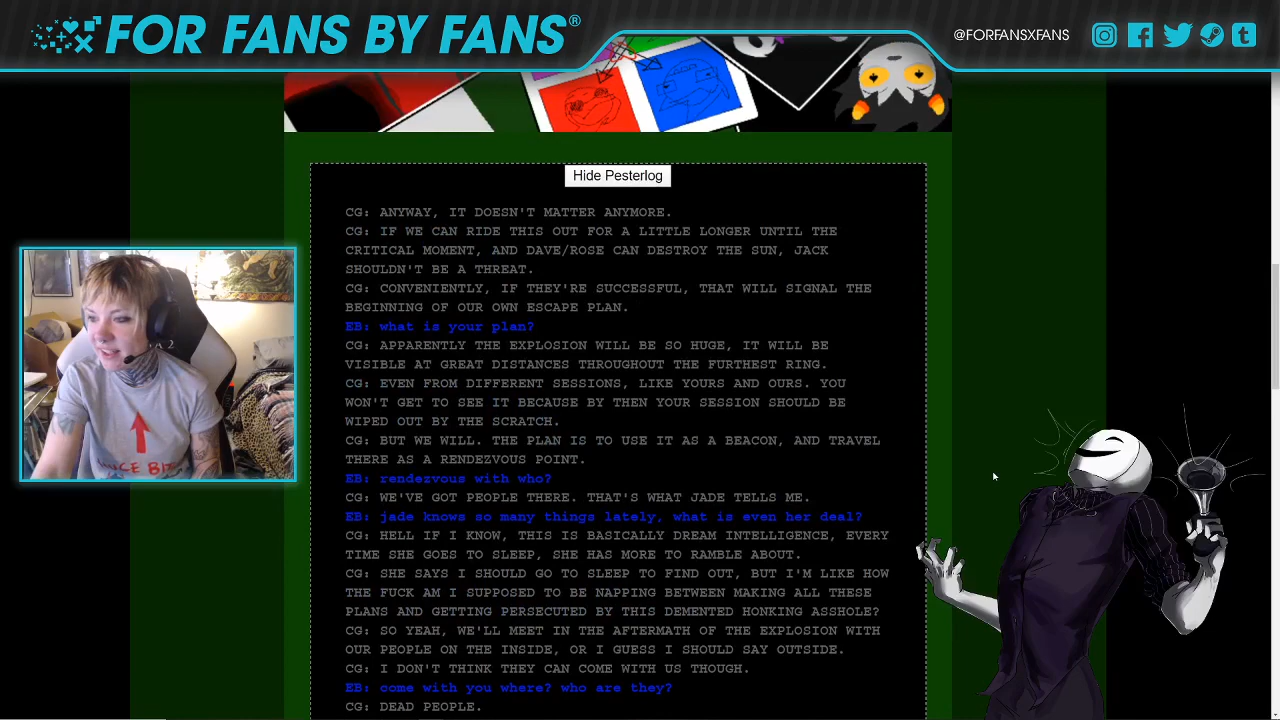 FOR FANS BY FANS®
@FORFANSXFANS
Hide Pesterlog
CG: ANYWAY, IT DOESN'T MATTER ANYMORE.
CG: IF WE CAN RIDE THIS OUT FOR A LITTLE LONGER UNTIL THE
CRITICAL MOMENT, AND DAVE/ROSE CAN DESTROY THE SUN, JACK
SHOULDN'T BE A THREAT.
CG: CONVENIENTLY, IF THEY'RE SUCCESSFUL, THAT WILL SIGNAL THE
BEGINNING OF OUR OWN ESCAPE PLAN.
EB: what is your plan?
CG: APPARENTLY THE EXPLOSION WILL BE SO HUGE, IT WILL BE
VISIBLE AT GREAT DISTANCES THROUGHOUT THE FURTHEST RING.
CG: EVEN FROM DIFFERENT SESSIONS, LIKE YOURS AND OURS. YOU
WON'T GET TO SEE IT BECAUSE BY THEN YOUR SESSION SHOULD BE
WIPED OUT BY THE SCRATCH.
CG: BUT WE WILL. THE PLAN IS TO USE IT AS A BEACON, AND TRAVEL
THERE AS A RENDEZVOUS POINT.
EB: rendezvous with who?
CG: WE'VE GOT PEOPLE THERE. THAT'S WHAT JADE TELLS ME.
EB: jade knows so many things lately, what is even her deal?
CG: HELL IF I KNOW, THIS IS BASICALLY DREAM INTELLIGENCE, EVERY
TIME SHE GOES TO SLEEP, SHE HAS MORE TO RAMBLE ABOUT.
CG: SHE SAYS I SHOULD GO TO SLEEP TO FIND OUT, BUT I'M LIKE HOW
THE FUCK AM I SUPPOSED TO BE NAPPING BETWEEN MAKING ALL THESE
PLANS AND GETTING PERSECUTED BY THIS DEMENTED HONKING ASSHOLE?
CG: SO YEAH, WE'LL MEET IN THE AFTERMATH OF THE EXPLOSION WITH
OUR PEOPLE ON THE INSIDE, OR I GUESS I SHOULD SAY OUTSIDE.
CG: I DON'T THINK THEY CAN COME WITH US THOUGH.
EB: come with you where? who are they?
CG: DEAD PEOPLE.